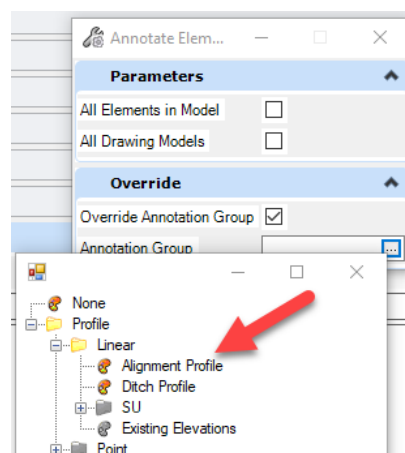 Annotate Elem...
Parameters
All Elements in Model
All Drawing Models
Override
Override Annotation Group
Annotation Group
...
None
Profile
Linear
Alignment Profile
Ditch Profile
SU
Existing Elevations
Point